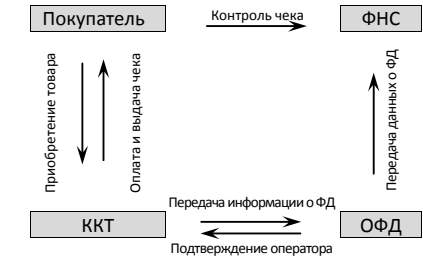 Покупатель
Контроль чека
ФНС
Приобретение товара
Оплата и выдача чека
Передача данных о ФД
Передача информации о ФД
ККТ
ОФД
Подтверждение оператора